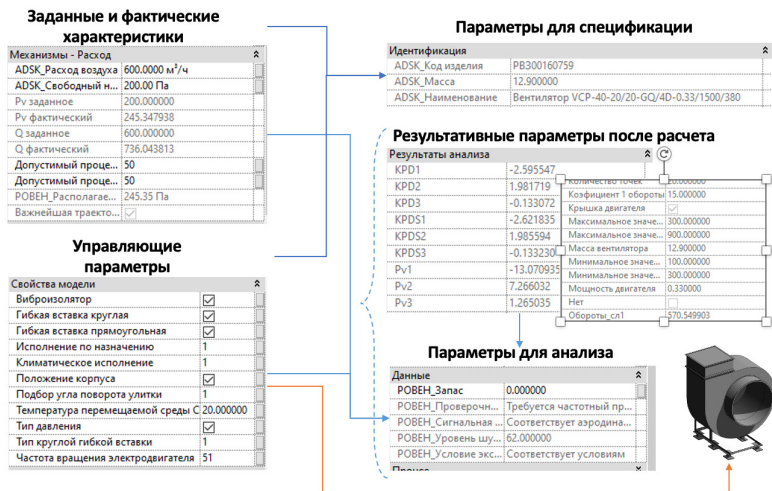 Заданные и фактические
характеристики
Механизмы - Расход
ADSK_Расход воздуха 600.0000 м³/ч
ADSK_Свободный н... 200.00 Па
Pv заданное 200.000000
Pv фактический 245.347938
Q заданное 600.000000
Q фактический 736.043813
Допустимый проце... 50
Допустимый проце... 50
РОВЕН_Располагае... 245.35 Па
Важнейшая траекто...
Управляющие
параметры
Свойства модели
Виброизолятор
Гибкая вставка круглая
Гибкая вставка прямоугольная
Исполнение по назначению 1
Климатическое исполнение 1
Положение корпуса
Подбор угла поворота улитки 1
Температура перемещаемой среды С 20.000000
Тип давления
Тип круглой гибкой вставки 1
Частота вращения электродвигателя 51
Параметры для спецификации
Идентификация
ADSK_Код изделия РВ300160759
ADSK_Масса 12.900000
ADSK_Наименование Вентилятор VCP-40-20/20-GQ/4D-0.33/1500/380
Результативные параметры после расчета
Результаты анализа
KPD1 -2.595547
KPD2 1.981719
KPD3 -0.133072
KPDS1 -2.621835
KPDS2 1.985594
KPDS3 -0.133230
Pv1 -13.070935
Pv2 7.266032
Pv3 1.265035
Количество точек 20.000000
Коэфициент 1 обороты 15.000000
Крышка двигателя
Максимальное значе... 300.000000
Максимальное значе... 900.000000
Масса вентилятора 12.900000
Минимальное значе... 100.000000
Минимальное значе... 300.000000
Мощность двигателя 0.330000
Нет
Обороты_сл1 570.549903
Параметры для анализа
Данные
РОВЕН_Запас 0.000000
РОВЕН_Проверочн... Требуется частотный пр...
РОВЕН_Сигнальная ... Соответствует аэродина...
РОВЕН_Уровень шу... 62.000000
РОВЕН_Условие экс... Соответствует условиям
Прочее